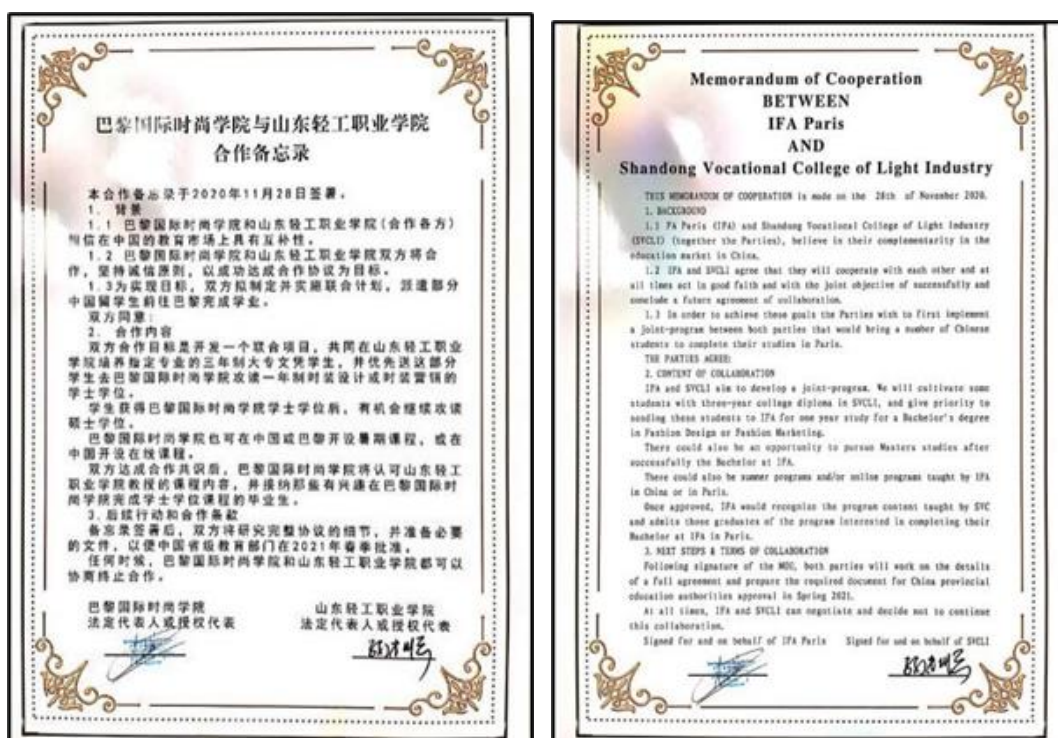 巴黎国际时尚学院与山东轻工职业学院
合作备忘录
本合作备忘录于2020年11月28日签署。
1. 背景
1.1 巴黎国际时尚学院和山东轻工职业学院(合作各方)
相信在中国的教育市场上具有互补性。
1.2 巴黎国际时尚学院和山东轻工职业学院双方将合
作，坚持诚信原则，以成功达成合作协议为目标。
1.3为实现目标，双方拟制定并实施联合计划，派遣部分
中国留学生前往巴黎完成学业。
双方同意:
2. 合作内容
双方合作目标是开发一个联合项目，共同在山东轻工职业
学院培养指定专业的三年制大专文凭学生，并优先送这部分
学生去巴黎国际时尚学院攻读一年制时装设计或时装营销的
学士学位。
学生获得巴黎国际时尚学院学士学位后，有机会继续攻读
硕士学位。
巴黎国际时尚学院也可在中国或巴黎开设暑期课程，或在
中国开设在线课程。
双方达成合作共识后，巴黎国际时尚学院将认可山东轻工
职业学院教授的课程内容，并接纳那些有兴趣在巴黎国际时
尚学院完成学士学位课程的毕业生。
3. 后续行动和合作条款
备忘录签署后，双方将研究完整协议的细节，并准备必要
的文件，以便中国省级教育部门在2021年春季批准。
任何时候，巴黎国际时尚学院和山东轻工职业学院都可以
协商终止合作。
巴黎国际时尚学院 山东轻工职业学院
法定代表人或授权代表 法定代表人或授权代表
Memorandum of Cooperation
BETWEEN
IFA Paris
AND
Shandong Vocational College of Light Industry
THIS MEMORANDUM OF COOPERATION is made on the 28th of November 2020.
1. BACKGROUND
1.1 FA Paris (IFA) and Shandong Vocational College of Light Industry
(SVCLI) (together the Parties), believe in their complementarity in the
education market in China.
1.2 IFA and SVCLI agree that they will cooperate with each other and at
all times act in good faith and with the joint objective of successfully and
conclude a future agreement of collaboration.
1.3 In order to achieve these goals the Parties wish to first implement
a joint-program between both parties that would bring a number of Chinese
students to complete their studies in Paris.
THE PARTIES AGREE:
2. CONTENT OF COLLABORATION
IFA and SVCLI aim to develop a joint-program. We will cultivate some
students with three-year college diploma in SVCLI, and give priority to
sending these students to IFA for one year study for a Bachelor's degree
in Fashion Design or Fashion Marketing.
There could also be an opportunity to pursue Masters studies after
successfully the Bachelor at IFA.
There could also be summer programs and/or online programs taught by IFA
in China or in Paris.
Once approved, IFA would recognize the program content taught by SVC
and admits those graduates of the program interested in completing their
Bachelor at IFA in Paris.
3. NEXT STEPS & TERMS OF COLLABORATION
Following signature of the MOU, both parties will work on the details
of a full agreement and prepare the required document for China provincial
education authorities approval in Spring 2021.
At all times, IFA and SVCLI can negotiate and decide not to continue
this collaboration.
Signed for and on behalf of IFA Paris Signed for and on behalf of SVCLI